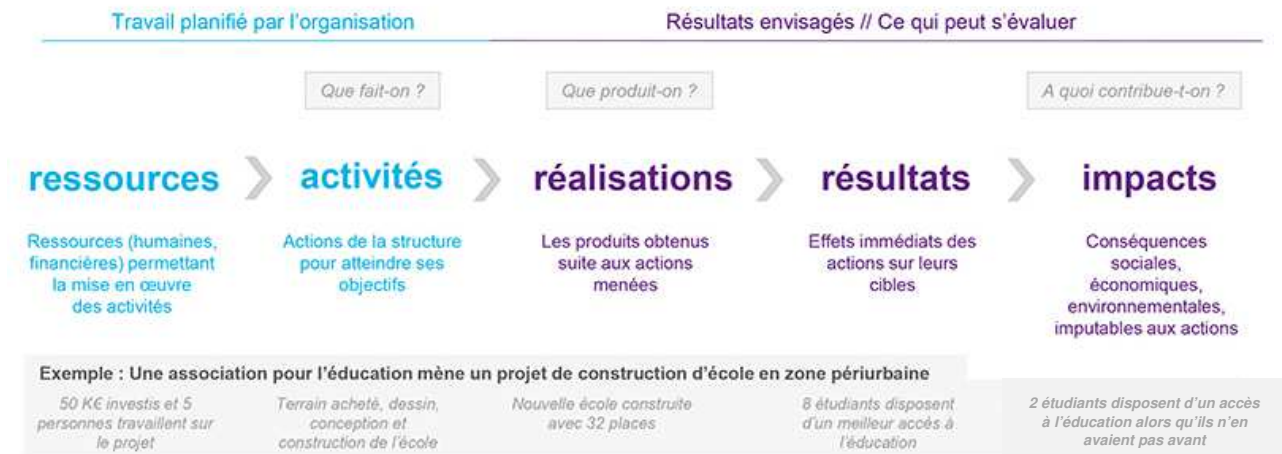 Travail planifié par l'organisation
Résultats envisagés // Ce qui peut s'évaluer
Que fait-on ?
Que produit-on ?
A quoi contribue-t-on ?
ressources
activités
réalisations
résultats
impacts
Ressources (humaines,
financières) permettant
la mise en œuvre
des activités
Actions de la structure
pour atteindre ses
objectifs
Les produits obtenus
suite aux actions
menées
Effets immédiats des
actions sur leurs
cibles
Conséquences
sociales,
économiques,
environnementales,
imputables aux actions
Exemple : Une association pour l'éducation mène un projet de construction d'école en zone périurbaine
50 K€ investis et 5
personnes travaillent sur
le projet
Terrain acheté, dessin,
conception et
construction de l'école
Nouvelle école construite
avec 32 places
8 étudiants disposent
d'un meilleur accés à
l'éducation
2 étudiants disposent d'un accès
à l'éducation alors qu'ils n'en
avaient pas avant